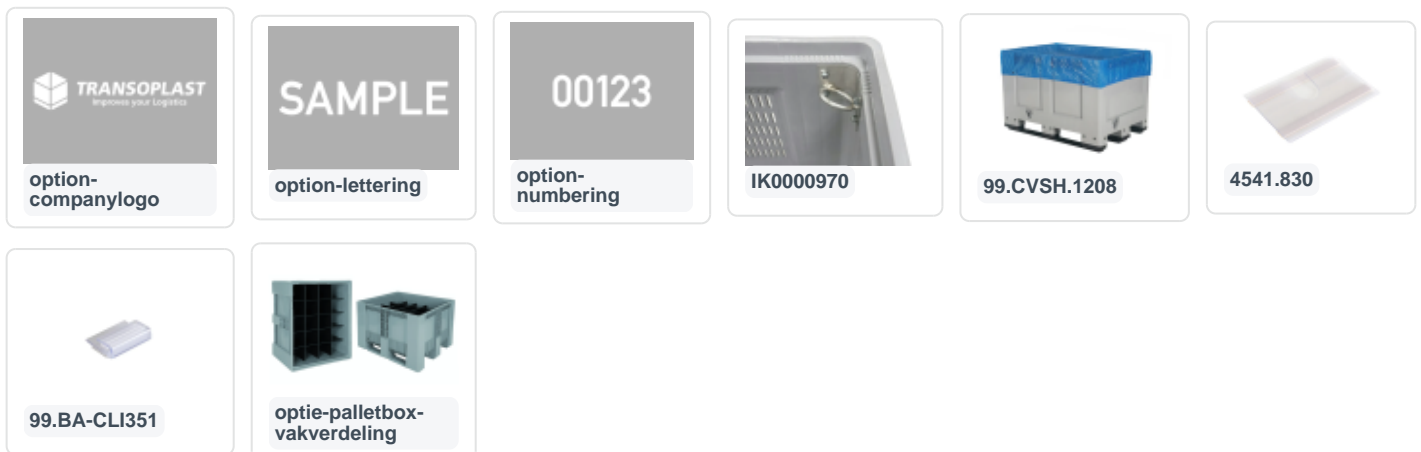 TRANSOPLAST
Improves your Logistics
option-
companylogo
SAMPLE
option-lettering
00123
option-
numbering
IK0000970
99.CVSH.1208
4541.830
99.BA-CLI351
optie-palletbox-
vakverdeling